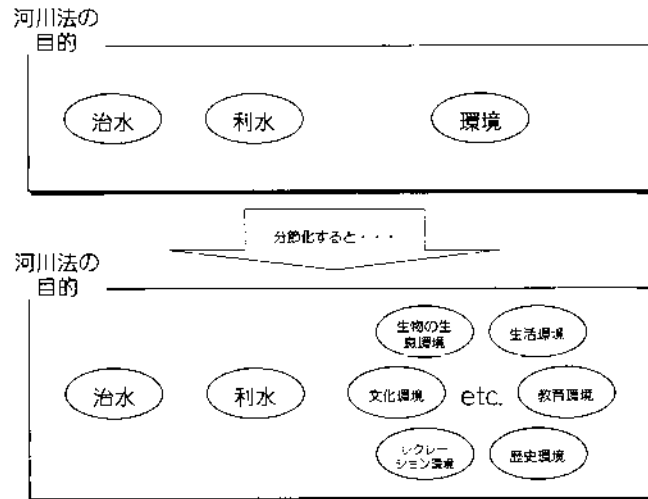 河川法の
目的
治水
利水
環境
分節化すると・・・
河川法の
目的
生物の生
息環境
生活環境
治水
利水
文化環境
etc.
教育環境
レクレー
ション環境
歴史環境